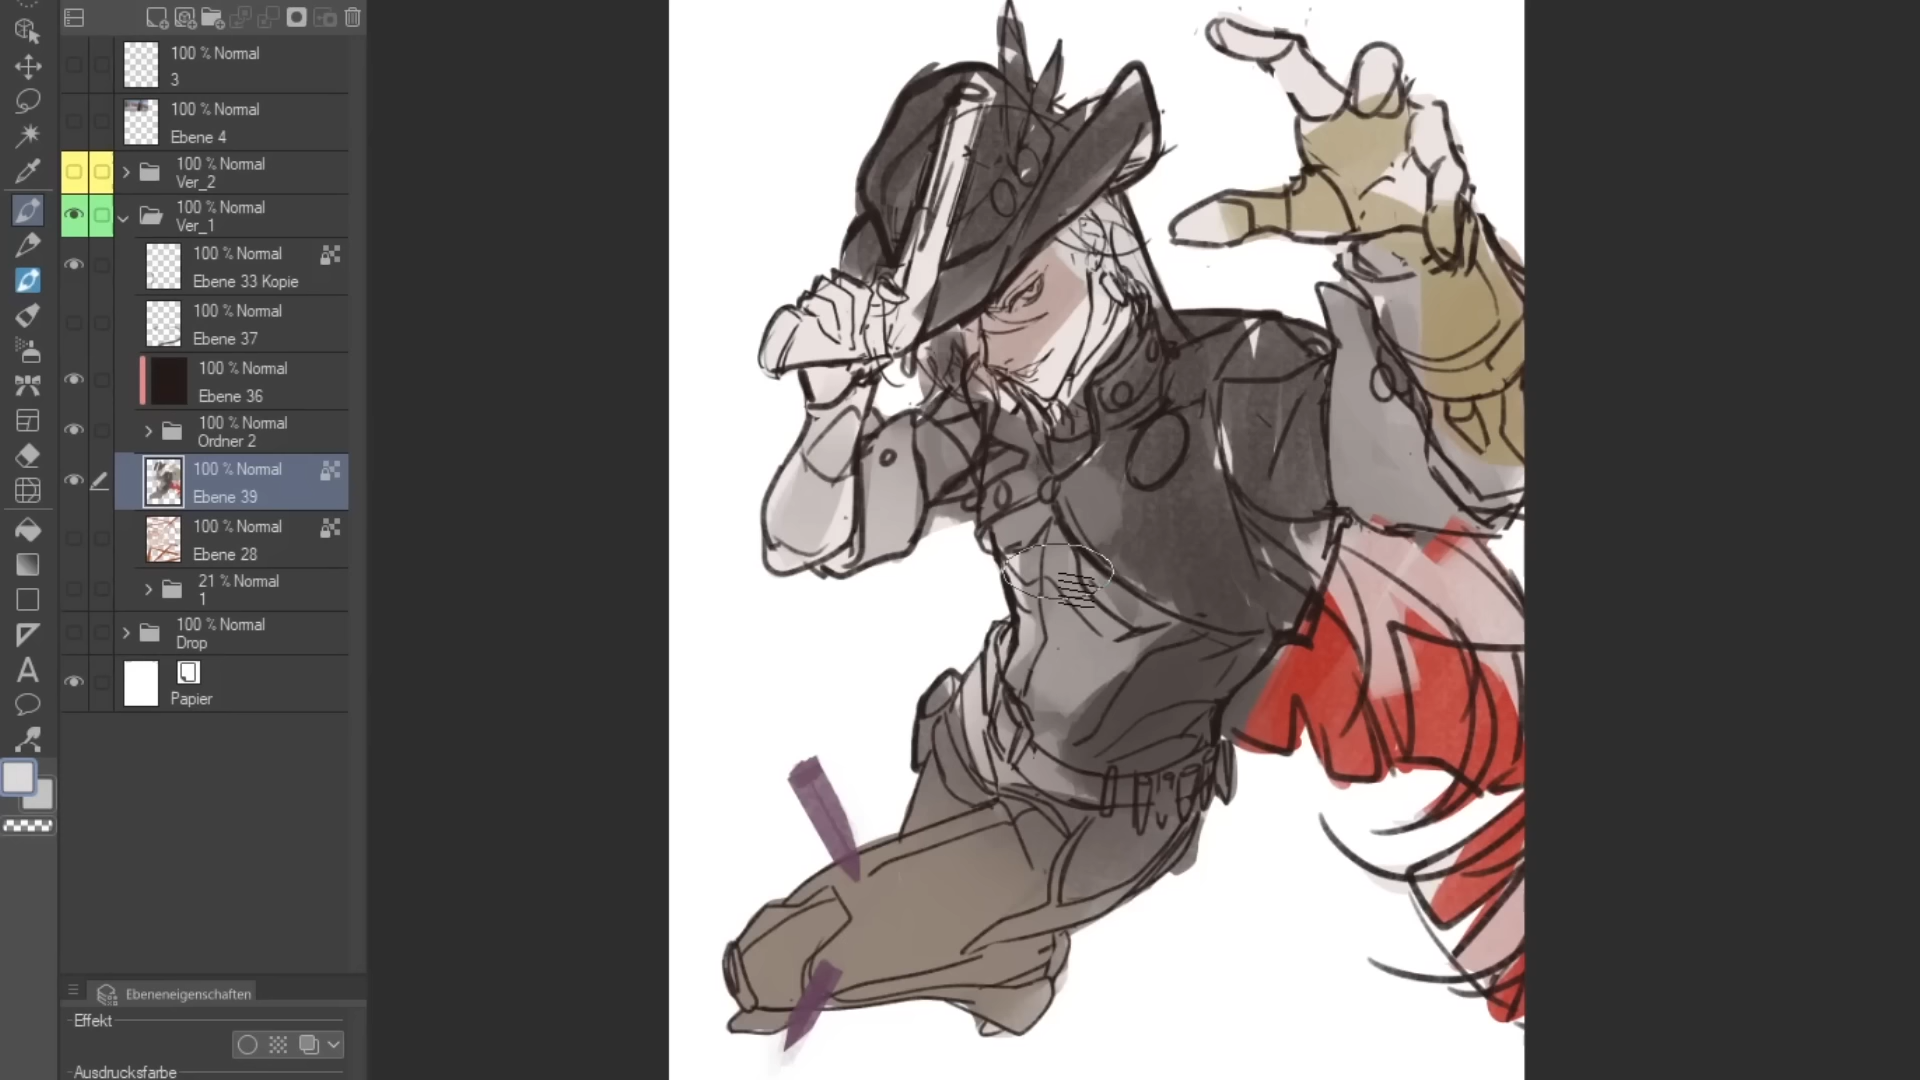 100 % Normal
3
100 % Normal
Ebene 4
100 % Normal
Ver_2
100 % Normal
Ver_1
100 % Normal
Ebene 33 Kopie
100 % Normal
Ebene 37
100 % Normal
Ebene 36
100 % Normal
Ordner 2
100 % Normal
Ebene 39
100 % Normal
Ebene 28
21 % Normal
1
100 % Normal
Drop
Papier
Ebeneneigenschaften
Effekt
Ausdrucksfarbe